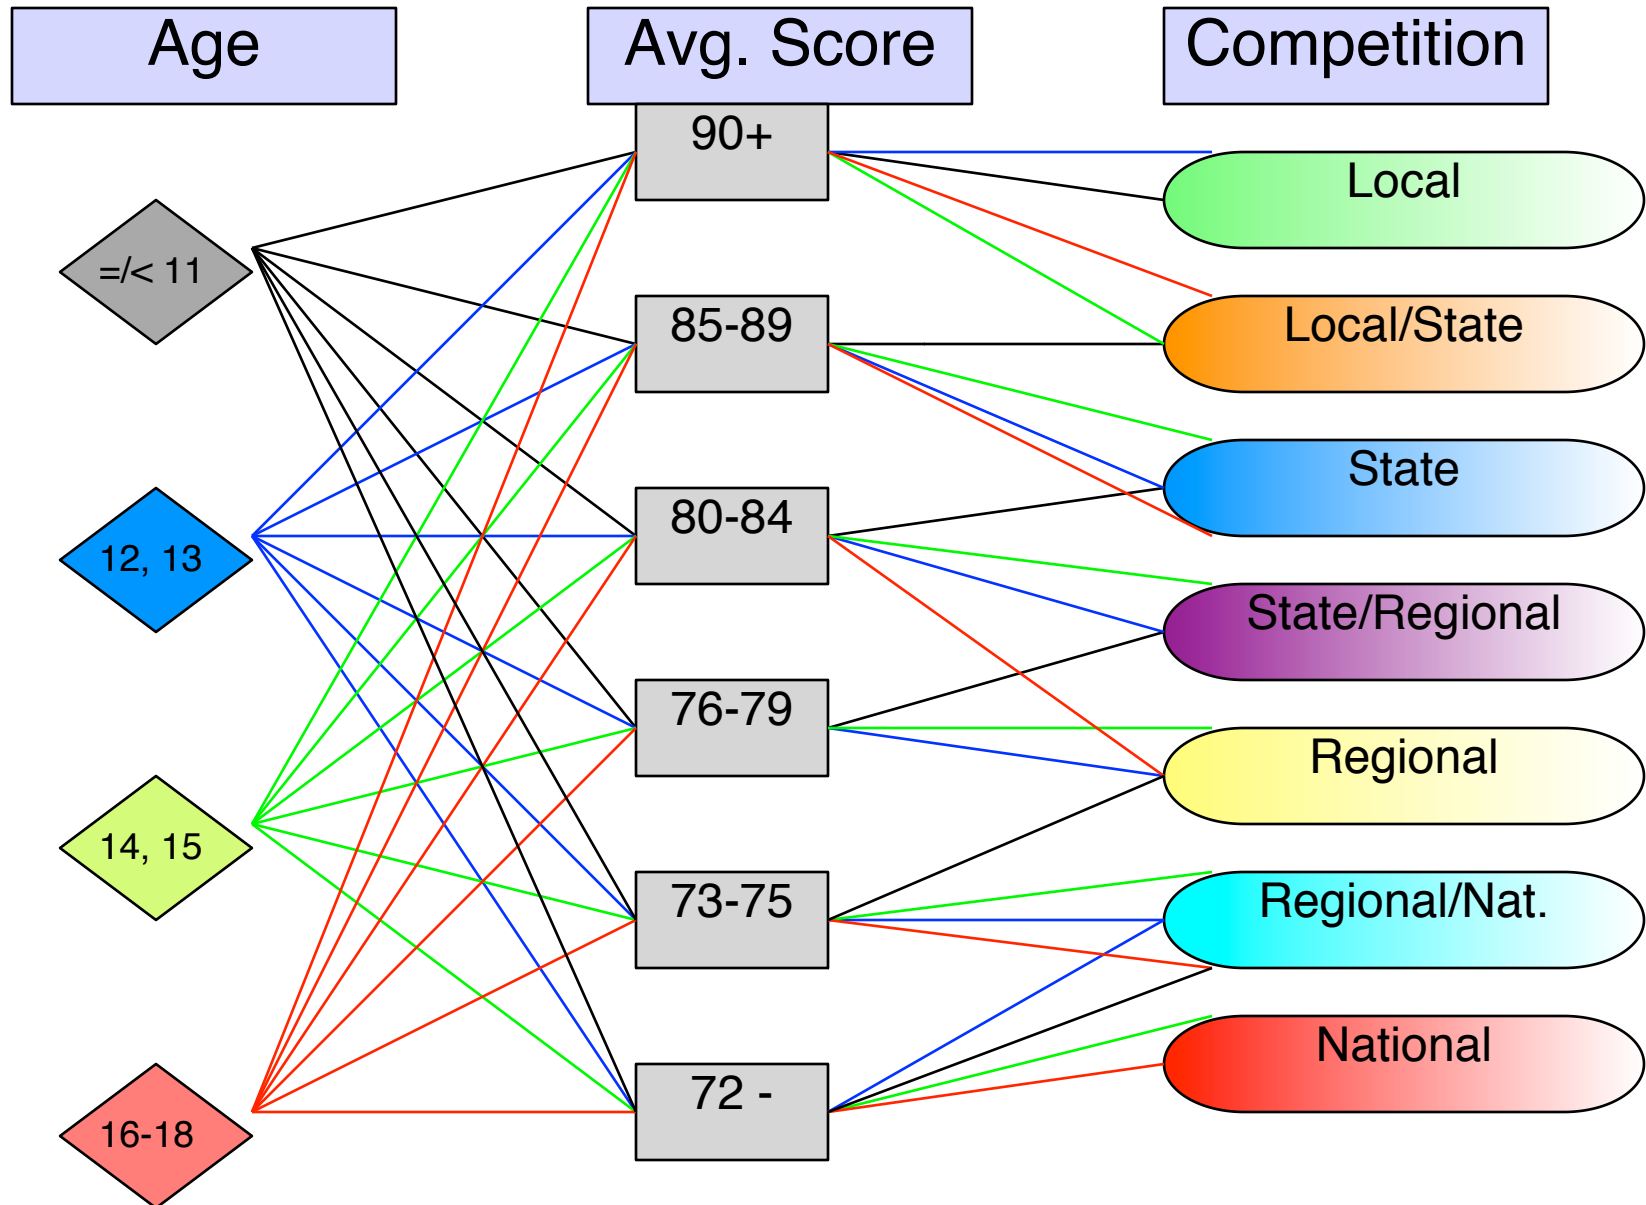 Age
Avg. Score
Competition
=/< 11
12, 13
14, 15
16-18
90+
85-89
80-84
76-79
73-75
72 -
Local
Local/State
State
State/Regional
Regional
Regional/Nat.
National